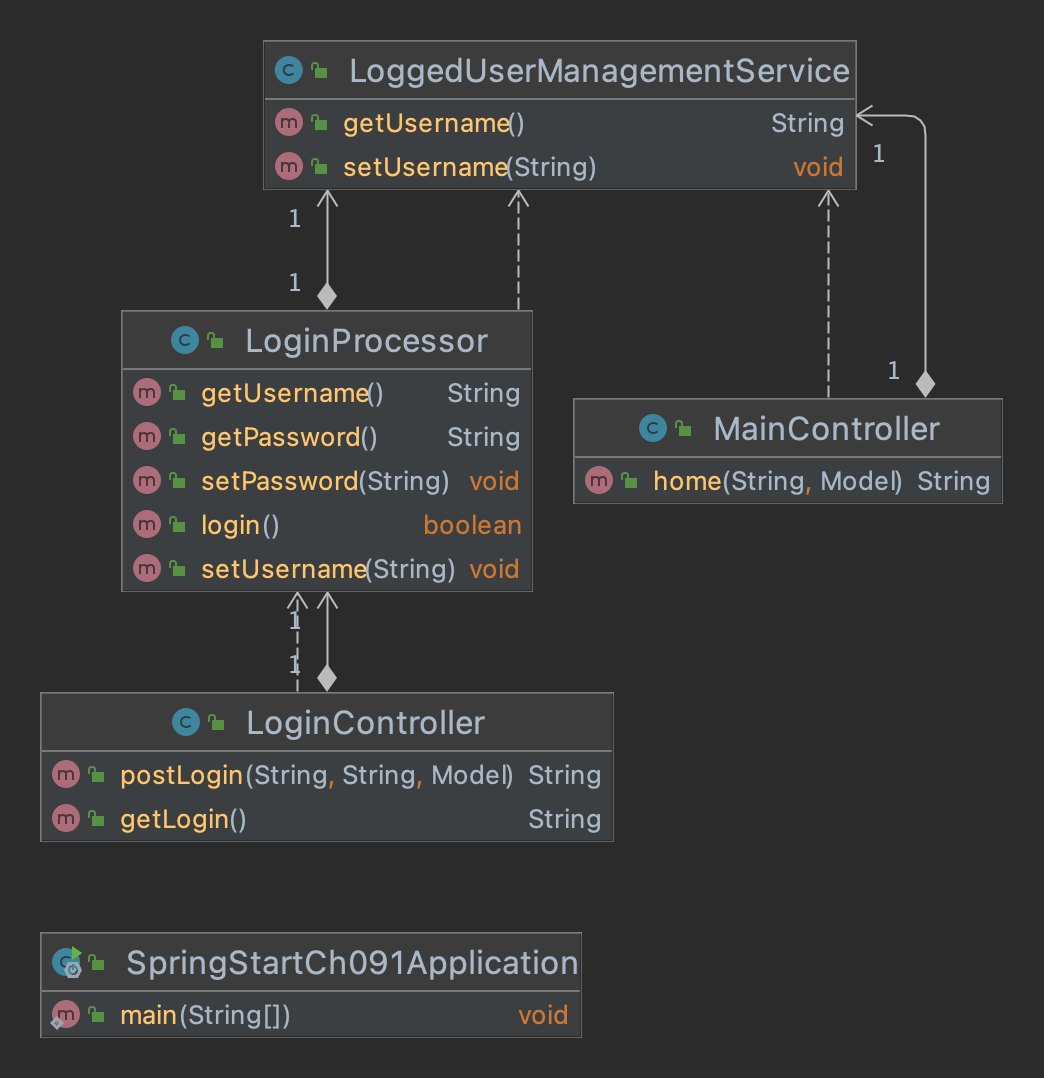 LoggedUserManagementService
getUsername() String
setUsername(String) void
1
1
1
1
LoginProcessor
getUsername() String
getPassword() String
setPassword(String) void
login() boolean
setUsername(String) void
MainController
home(String, Model) String
1
1
LoginController
postLogin(String, String, Model) String
getLogin() String
SpringStartCh091Application
main(String[]) void